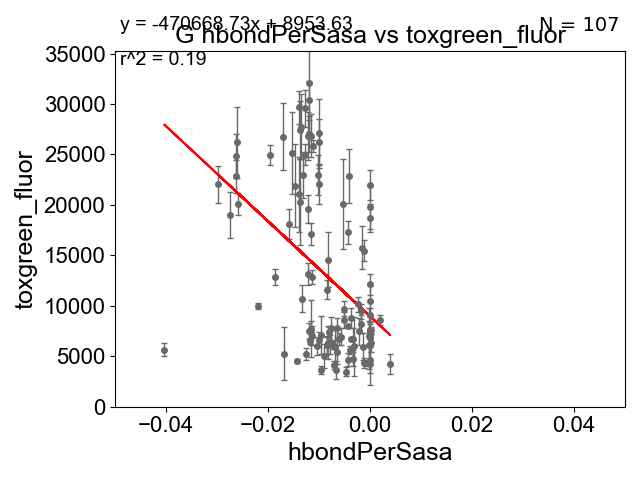 y = -470668.73x + 8953.63
N = 107
G hbondPerSasa vs toxgreen_fluor
r^2 = 0.19
35000
30000
25000
20000
15000
10000
5000
0
toxgreen_fluor
−0.04 −0.02 0.00 0.02 0.04
hbondPerSasa